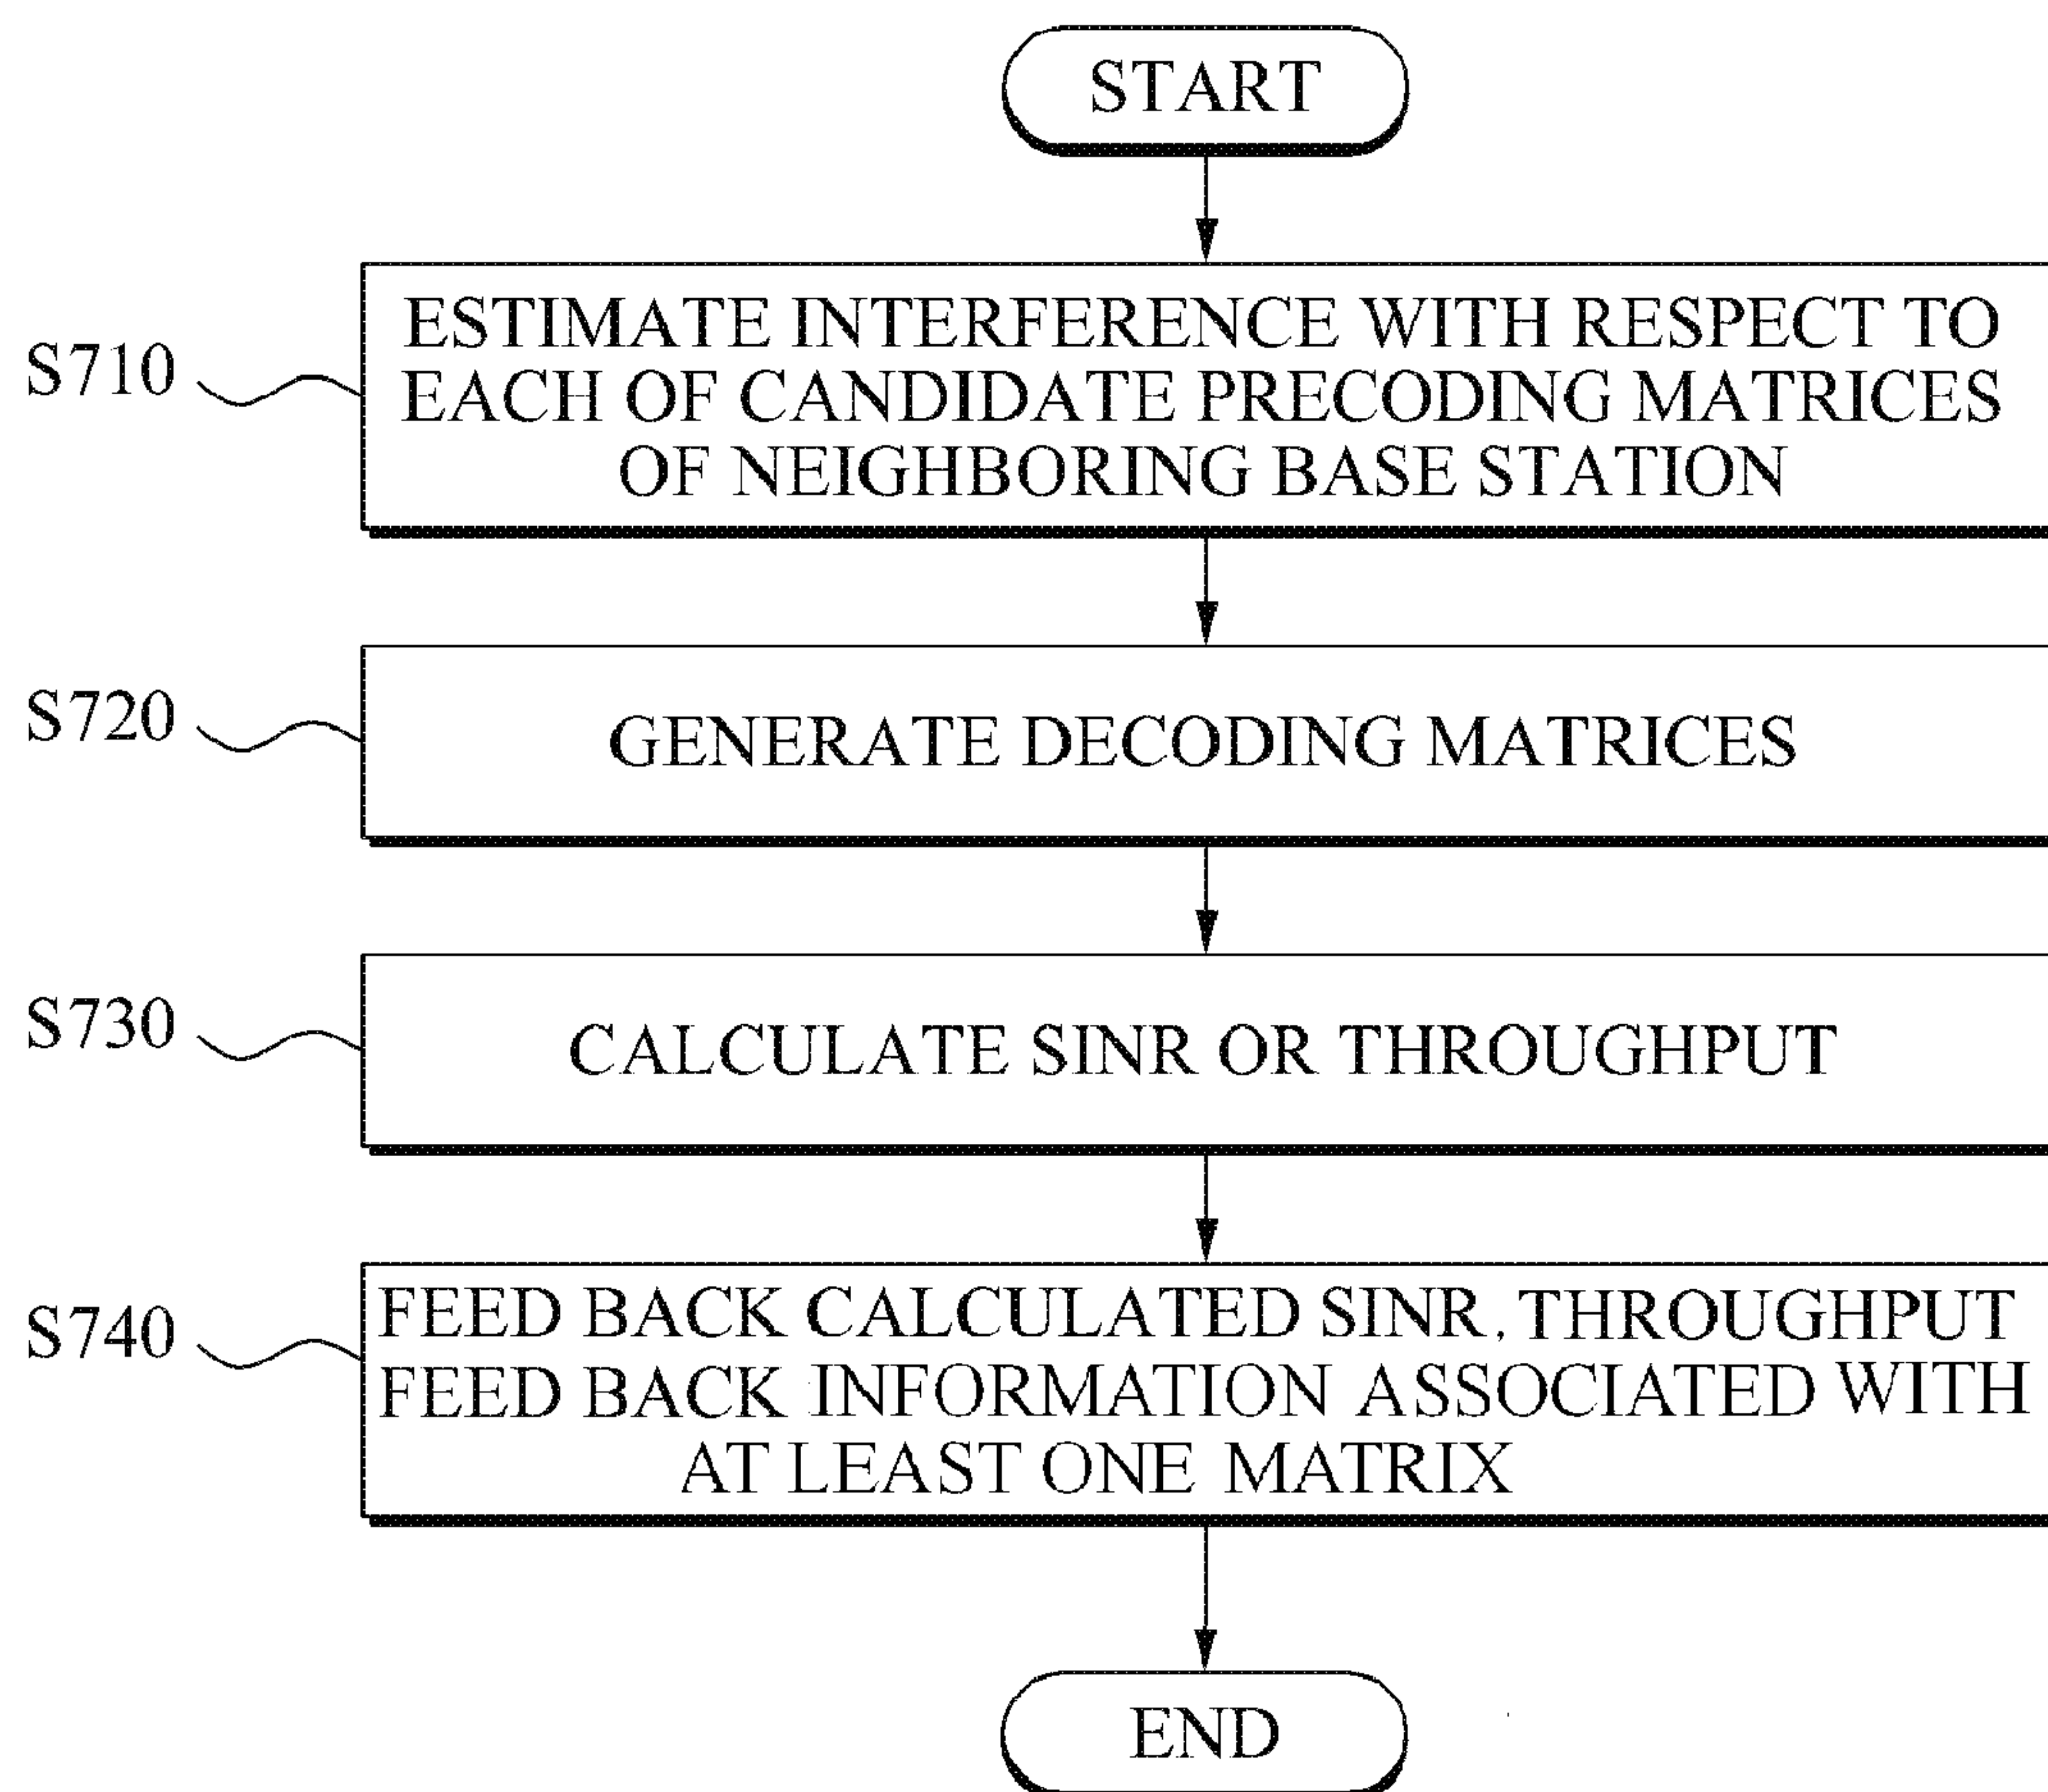 START
S710
ESTIMATE INTERFERENCE WITH RESPECT TO
EACH OF CANDIDATE PRECODING MATRICES
OF NEIGHBORING BASE STATION
S720
GENERATE DECODING MATRICES
S730
CALCULATE SINR OR THROUGHPUT
S740
FEED BACK CALCULATED SINR, THROUGHPUT
FEED BACK INFORMATION ASSOCIATED WITH
AT LEAST ONE MATRIX
END